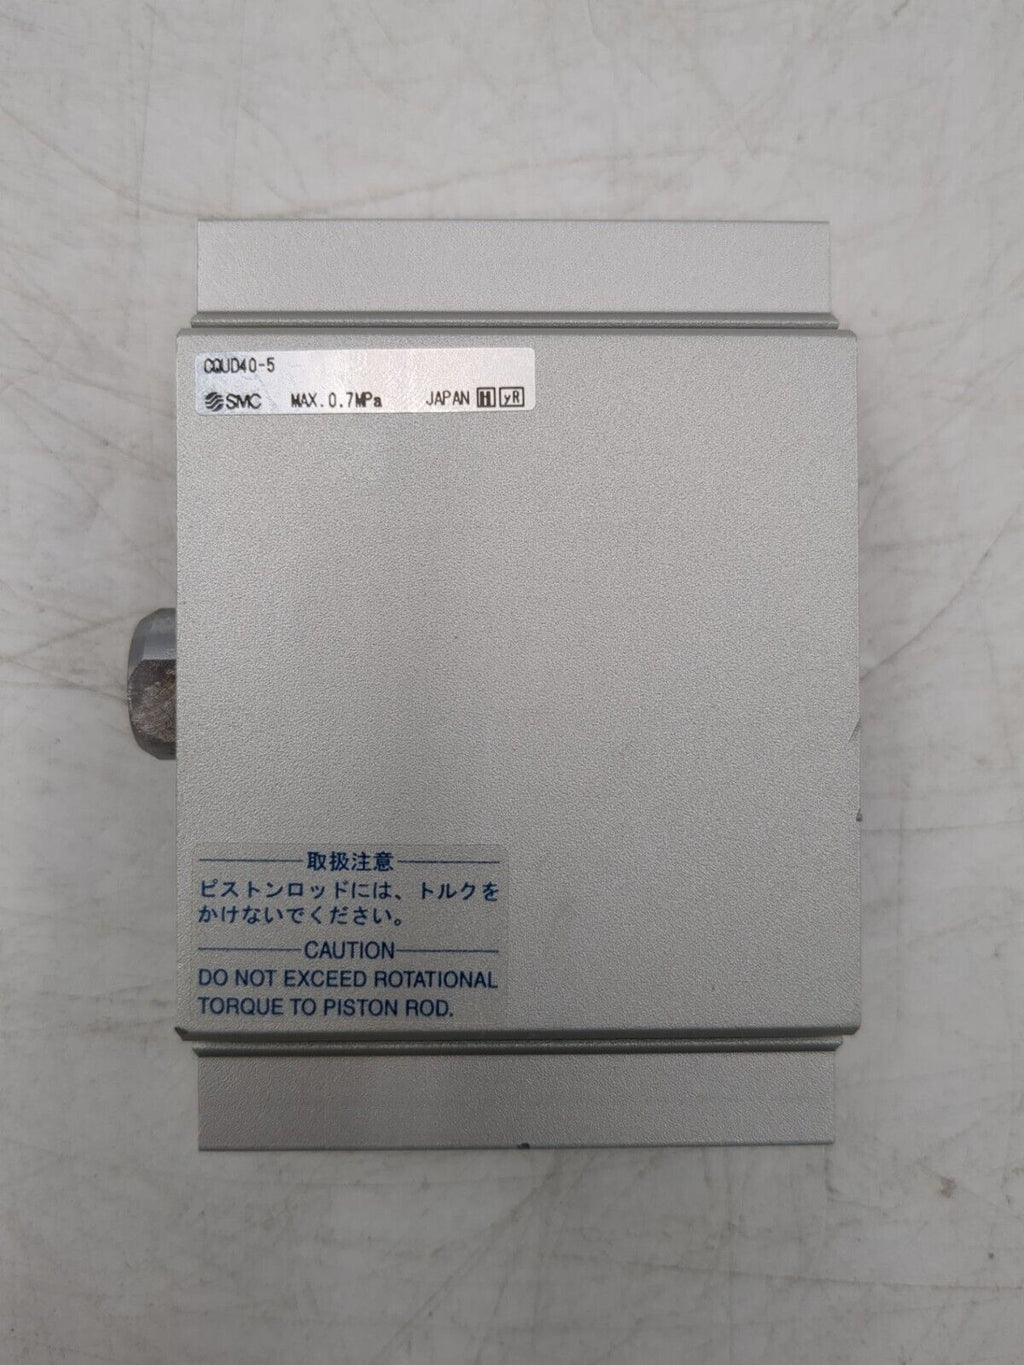 CQUD40-5
SMC MAX.0.7MPa JAPAN H yR
取扱注意
ピストンロッドには、トルクを
かけないでください。
CAUTION
DO NOT EXCEED ROTATIONAL
TORQUE TO PISTON ROD.